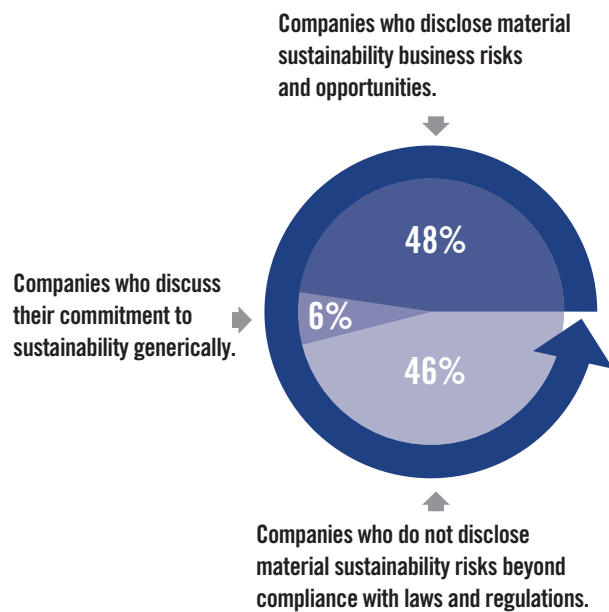 Companies who disclose material
sustainability business risks
and opportunities.
48%
Companies who discuss
their commitment to
sustainability generically.
6%
46%
Companies who do not disclose
material sustainability risks beyond
compliance with laws and regulations.